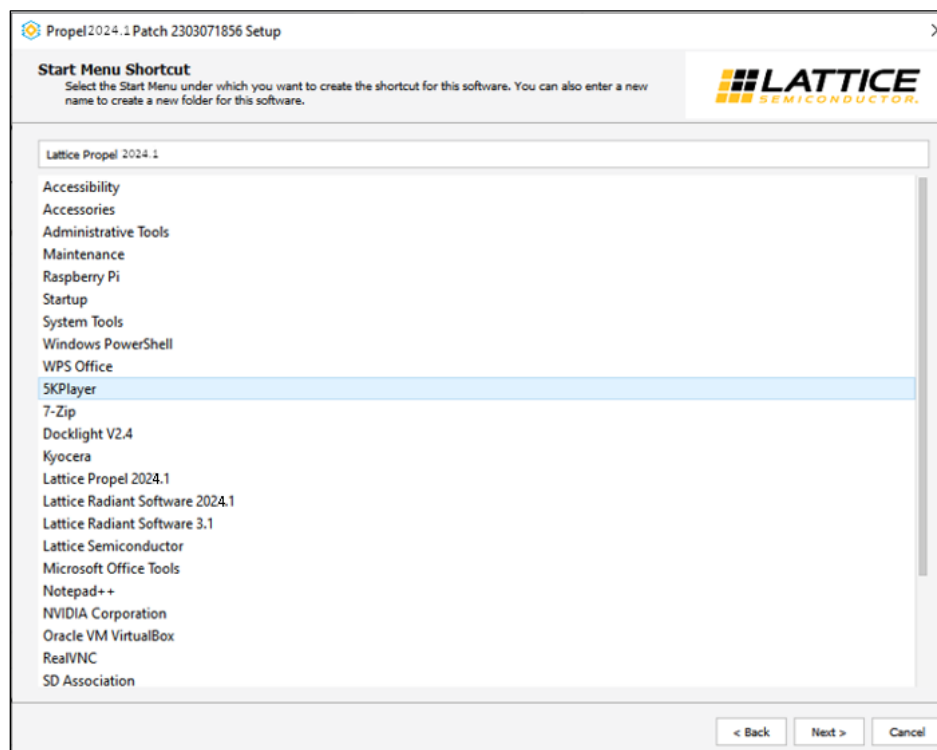 Propel2024.1 Patch 2303071856 Setup
Start Menu Shortcut
Select the Start Menu under which you want to create the shortcut for this software. You can also enter a new
name to create a new folder for this software.
LATTICE
SEMICONDUCTOR.
Lattice Propel 2024.1
Accessibility
Accessories
Administrative Tools
Maintenance
Raspberry Pi
Startup
System Tools
Windows PowerShell
WPS Office
5KPlayer
7-Zip
Docklight V2.4
Kyocera
Lattice Propel 2024.1
Lattice Radiant Software 2024.1
Lattice Radiant Software 3.1
Lattice Semiconductor
Microsoft Office Tools
Notepad++
NVIDIA Corporation
Oracle VM VirtualBox
RealVNC
SD Association
< Back Next > Cancel